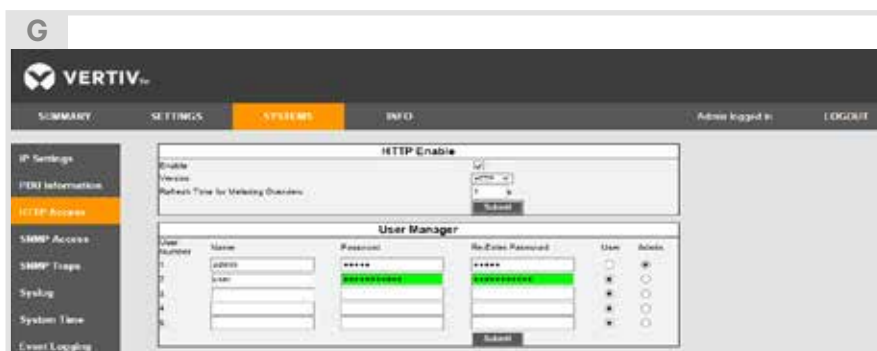 G
VERTIV™
SUMMARY SETTINGS SYSTEMS INFO Admin logged in LOGOUT
IP Settings
PDU Information
HTTP Access
SNMP Access
SNMP Traps
Syslog
System Time
Event Logging
HTTP Enable
Enable
Version HTTP
Refresh Time for Metering Overview
Submit
User Manager
User Number Name Password Re-Enter Password User Admin
1 admin ••••• •••••
2 user ••••••••••• •••••••••••
3
4
5
Submit